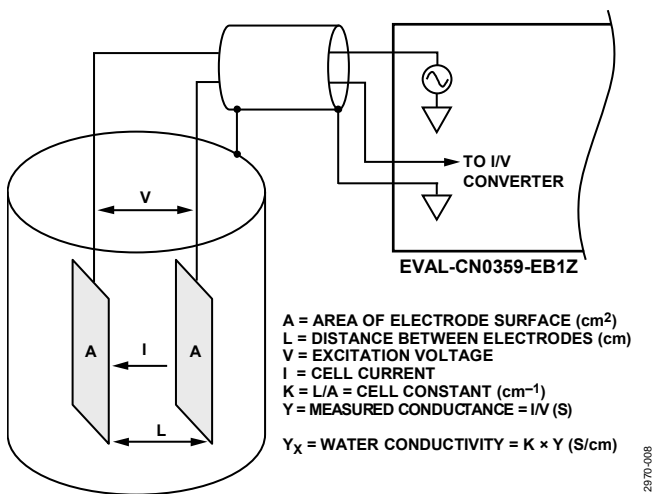 TO I/V
CONVERTER
V
EVAL-CN0359-EB1Z
A
I
A
L
A = AREA OF ELECTRODE SURFACE (cm²)
L = DISTANCE BETWEEN ELECTRODES (cm)
V = EXCITATION VOLTAGE
I = CELL CURRENT
K = L/A = CELL CONSTANT (cm⁻¹)
Y = MEASURED CONDUCTANCE = I/V (S)
Yₓ = WATER CONDUCTIVITY = K × Y (S/cm)
2970-008